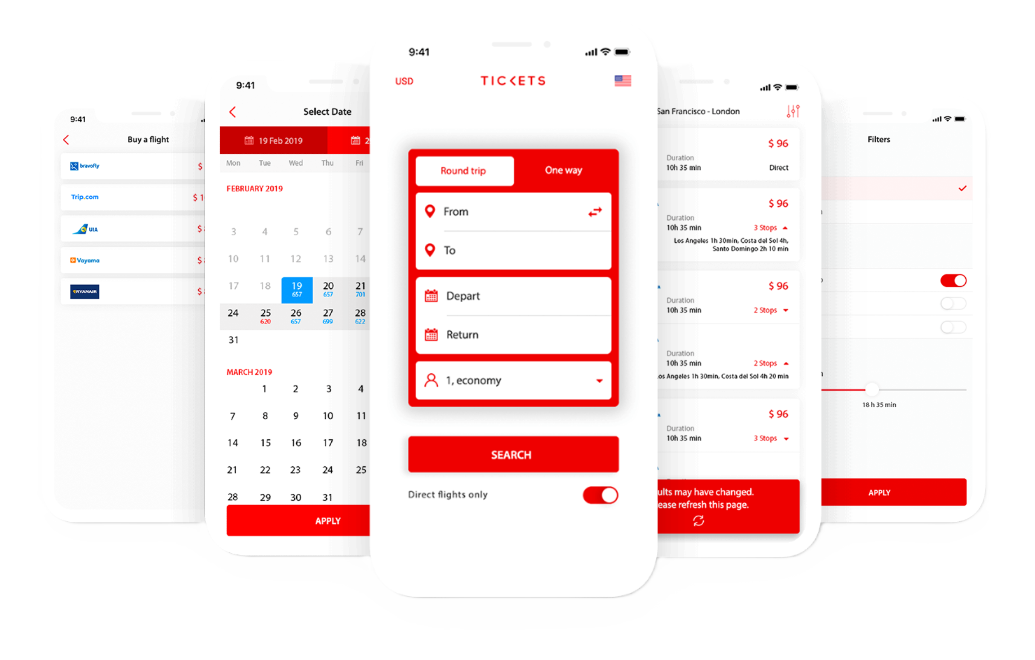 9:41
Buy a flight
bravofly
$
Trip.com
$ 1
UIA
$
Vayama
$
RYANAIR
$
9:41
Select Date
19 Feb 2019
2
Mon Tue Wed Thu Fri
FEBRUARY 2019
3 4 5 6 7
10 11 12 13 14
17 18 19 20 21
657 657 701
24 25 26 27 28
620 657 699 622
31
MARCH 2019
1 2 3 4
7 8 9 10 11
14 15 16 17 18
21 22 23 24 25
28 29 30 31
APPLY
9:41
USD
TICKETS
Round trip
One way
From
To
Depart
Return
1, economy
SEARCH
Direct flights only
San Francisco - London
$ 96
Duration
10h 35 min
Direct
$ 96
Duration
10h 35 min
3 Stops
Los Angeles 1h 30min, Costa del Sol 4h,
Santo Domingo 2h 10 min
$ 96
Duration
10h 35 min
2 Stops
Duration
10h 35 min
2 Stops
os Angeles 1h 30min, Costa del Sol 4h 20 min
$ 96
Duration
10h 35 min
3 Stops
ults may have changed.
ease refresh this page.
Filters
18 h 35 min
APPLY